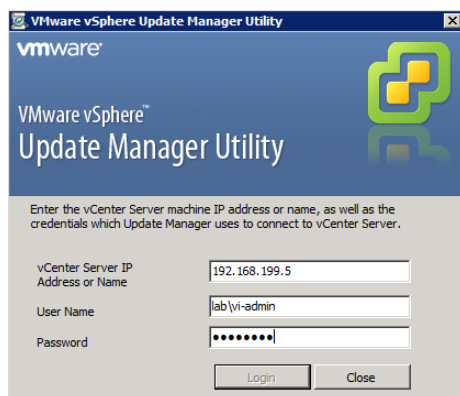 VMware vSphere Update Manager Utility
vmware®
VMware vSphere™
Update Manager Utility
Enter the vCenter Server machine IP address or name, as well as the
credentials which Update Manager uses to connect to vCenter Server.
vCenter Server IP
Address or Name
192.168.199.5
User Name
lab\vi-admin
Password
●●●●●●●●
Login
Close